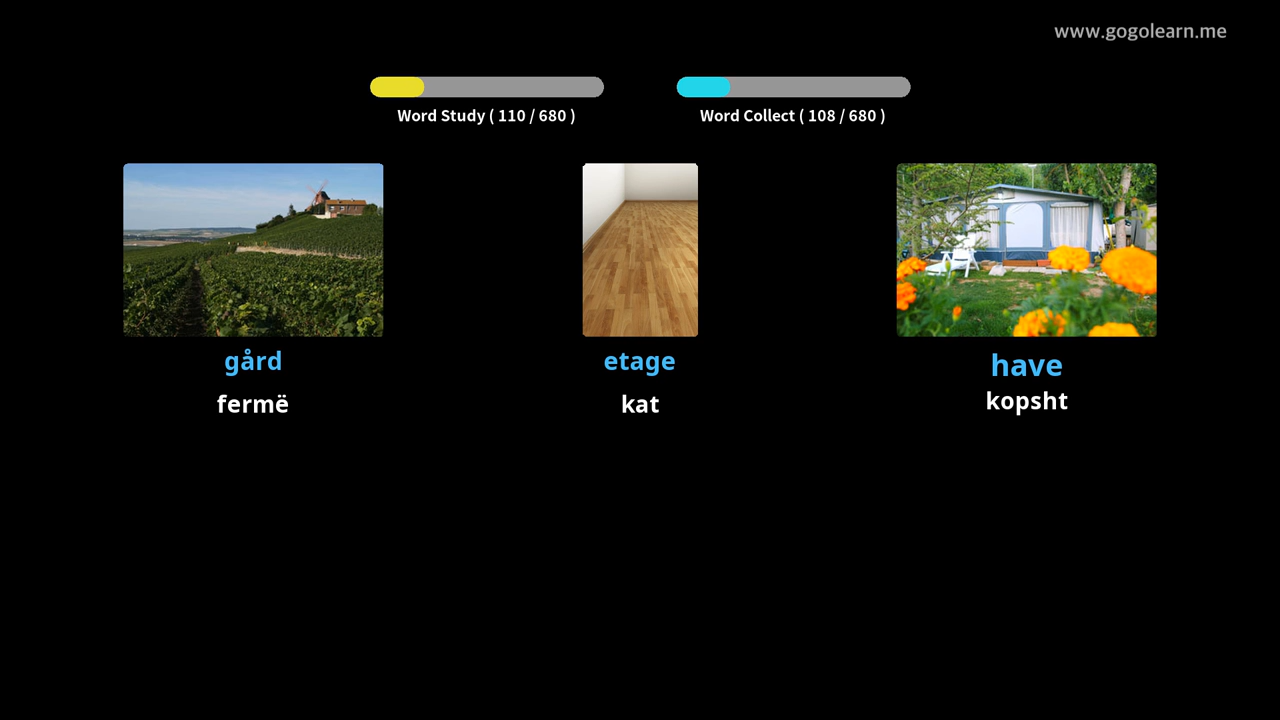 www.gogolearn.me
Word Study ( 110 / 680 )
Word Collect ( 108 / 680 )
gård
etage
have
fermë
kat
kopsht